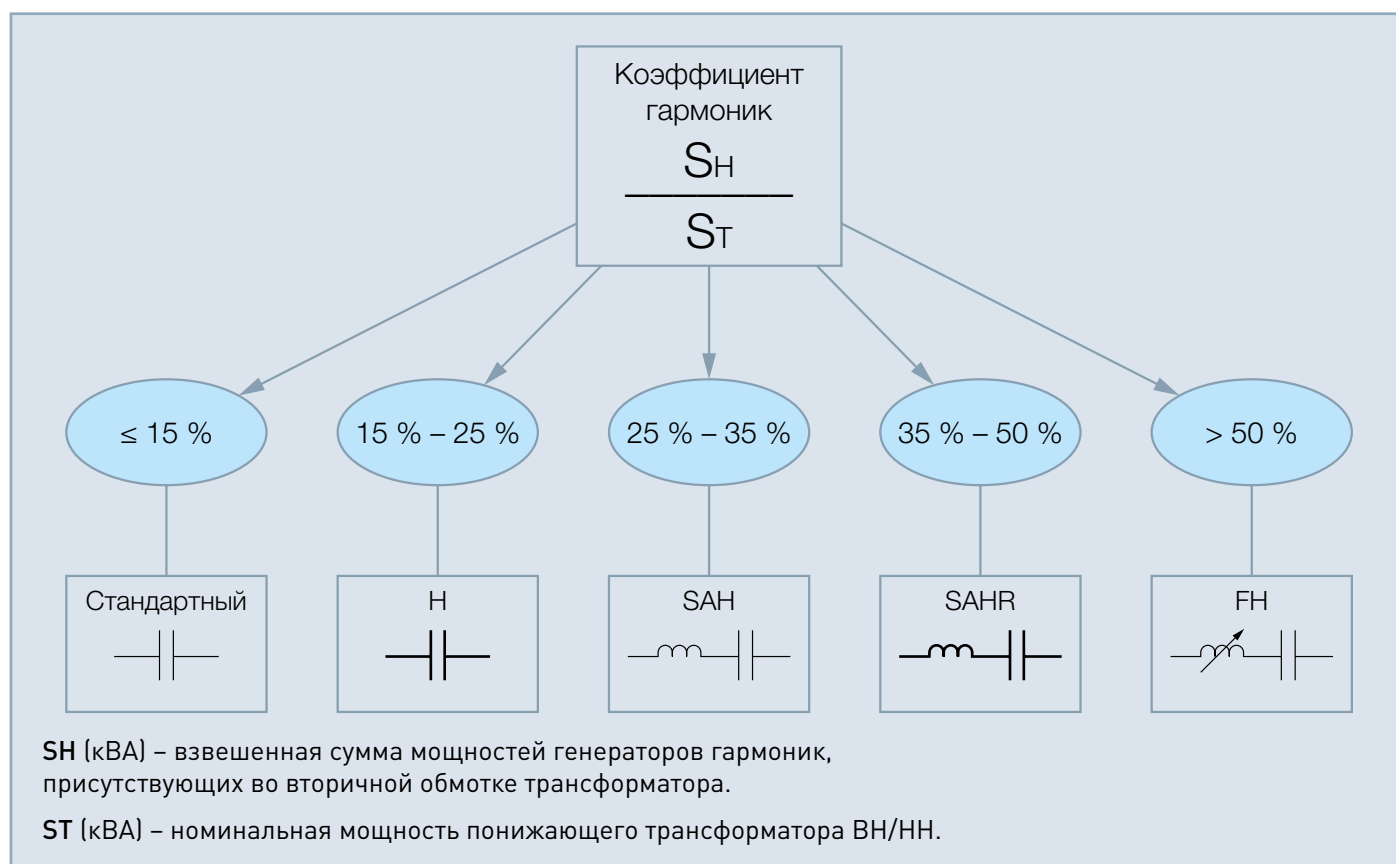 Коэффициент
гармоник
SH
ST
≤ 15 %
15 % – 25 %
25 % – 35 %
35 % – 50 %
> 50 %
Стандартный
H
SAH
SAHR
FH
SH (кВА) – взвешенная сумма мощностей генераторов гармоник,
присутствующих во вторичной обмотке трансформатора.
ST (кВА) – номинальная мощность понижающего трансформатора ВН/НН.